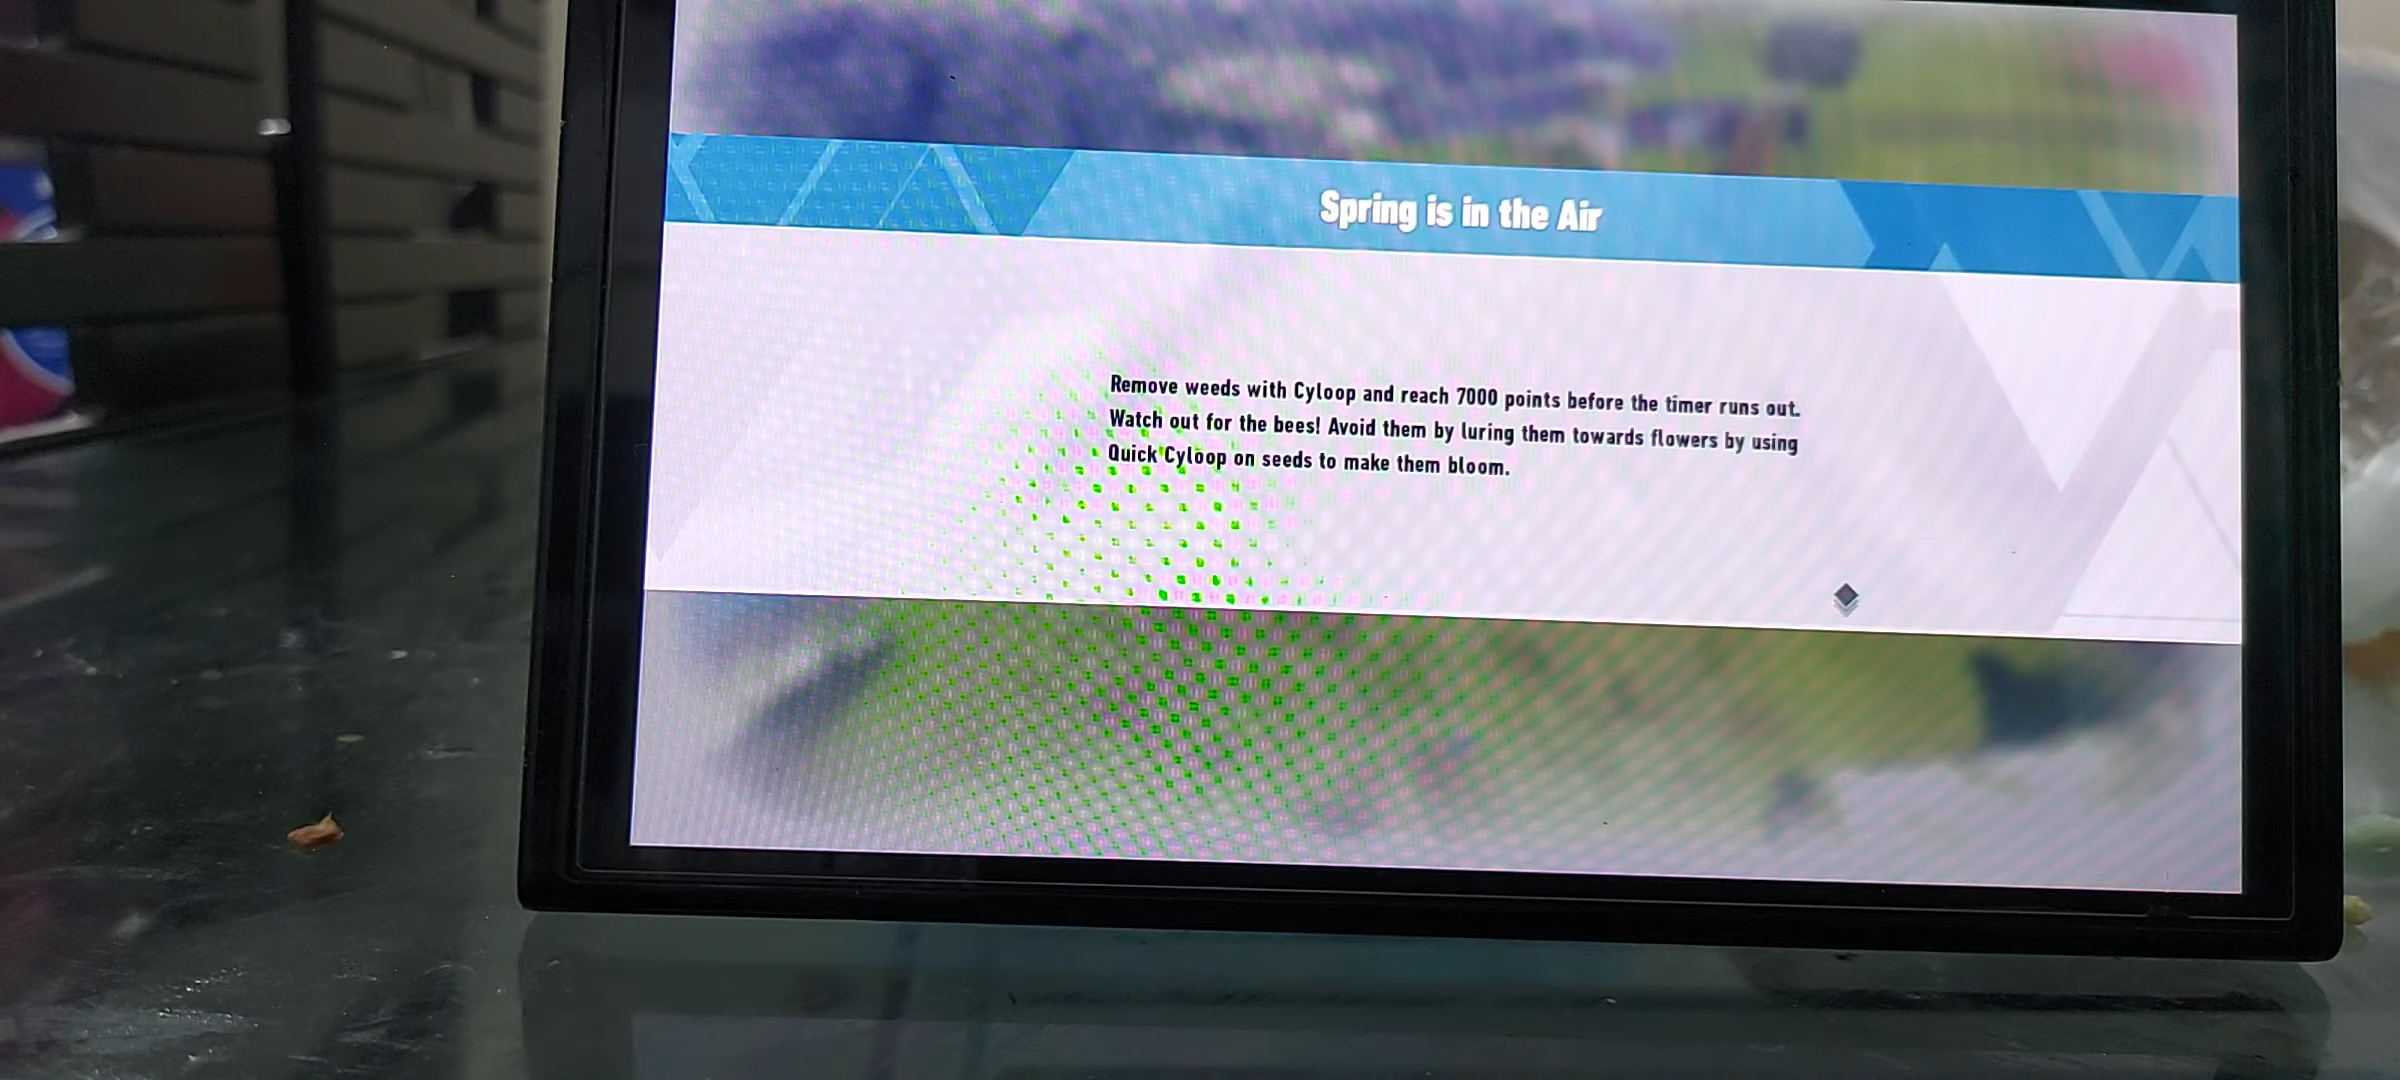 Spring is in the Air
Remove weeds with Cyloop and reach 7000 points before the timer runs out.
Watch out for the bees! Avoid them by luring them towards flowers by using
Quick Cyloop on seeds to make them bloom.